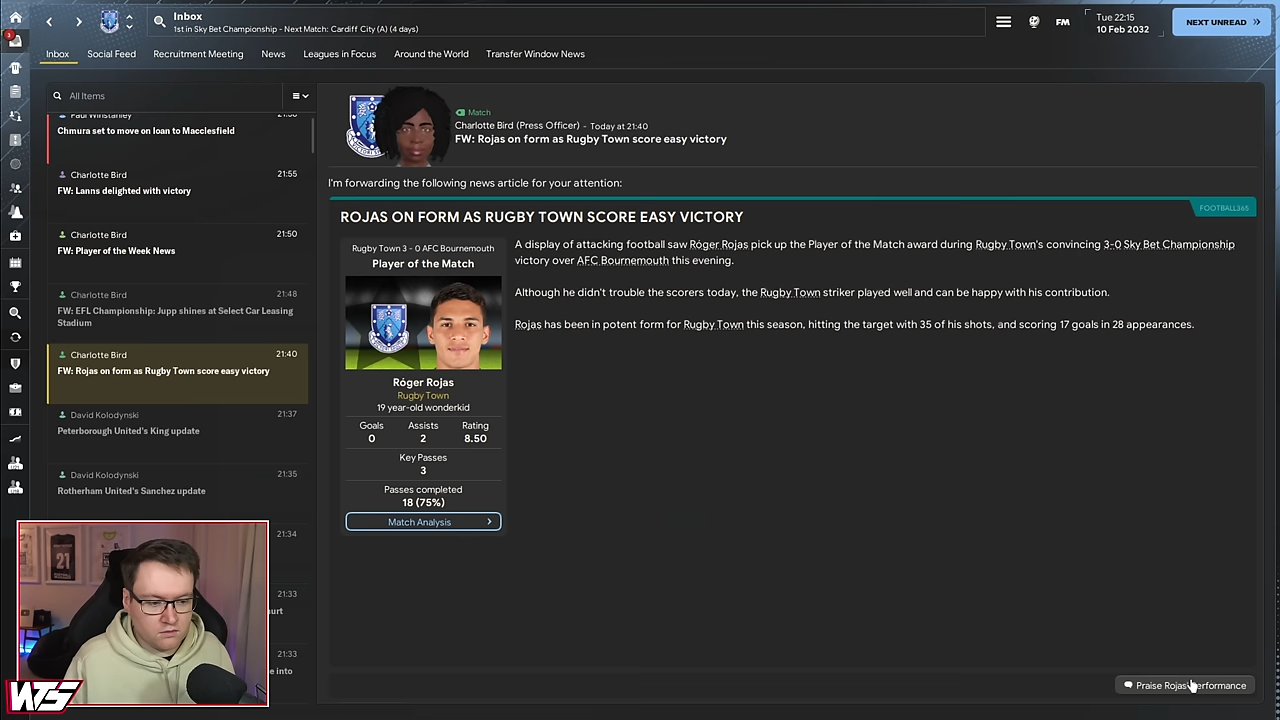 Inbox
1st in Sky Bet Championship - Next Match: Cardiff City (A) (4 days)
FM
Tue 22:15
10 Feb 2032
NEXT UNREAD
3
Inbox
Social Feed
Recruitment Meeting
News
Leagues in Focus
Around the World
Transfer Window News
All Items
Paul Winstanley
Chmura set to move on loan to Macclesfield
Charlotte Bird
21:55
FW: Lanns delighted with victory
Charlotte Bird
21:50
FW: Player of the Week News
Charlotte Bird
21:48
FW: EFL Championship: Jupp shines at Select Car Leasing
Stadium
Charlotte Bird
21:40
FW: Rojas on form as Rugby Town score easy victory
David Kolodynski
21:37
Peterborough United's King update
David Kolodynski
21:35
Rotherham United's Sanchez update
21:34
21:33
21:33
into
21
WTS
Match
Charlotte Bird (Press Officer) - Today at 21:40
FW: Rojas on form as Rugby Town score easy victory
I'm forwarding the following news article for your attention:
FOOTBALL365
ROJAS ON FORM AS RUGBY TOWN SCORE EASY VICTORY
Rugby Town 3 - 0 AFC Bournemouth
Player of the Match
Róger Rojas
Rugby Town
19 year-old wonderkid
Goals
Assists
Rating
0
2
8.50
Key Passes
3
Passes completed
18 (75%)
Match Analysis
A display of attacking football saw Róger Rojas pick up the Player of the Match award during Rugby Town's convincing 3-0 Sky Bet Championship
victory over AFC Bournemouth this evening.
Although he didn't trouble the scorers today, the Rugby Town striker played well and can be happy with his contribution.
Rojas has been in potent form for Rugby Town this season, hitting the target with 35 of his shots, and scoring 17 goals in 28 appearances.
Praise Rojas' Performance